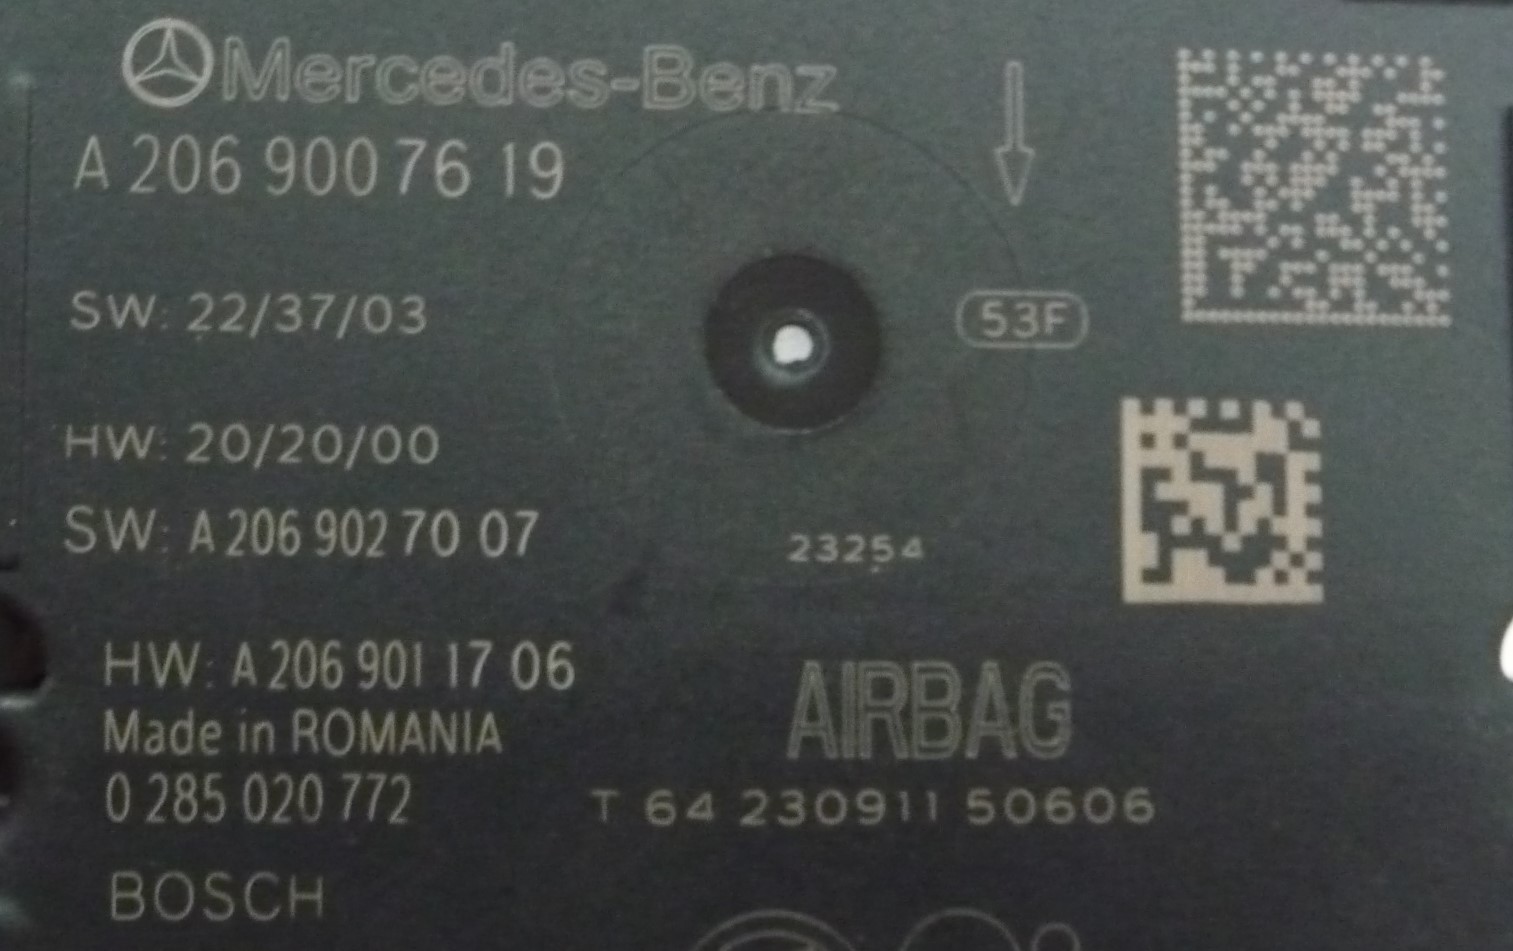 Mercedes-Benz
A 206 900 76 19
SW: 22/37/03
53F
HW: 20/20/00
SW: A 206 902 70 07
23254
HW: A 206 901 17 06
Made in ROMANIA
0 285 020 772
AIRBAG
T 64 230911 50606
BOSCH